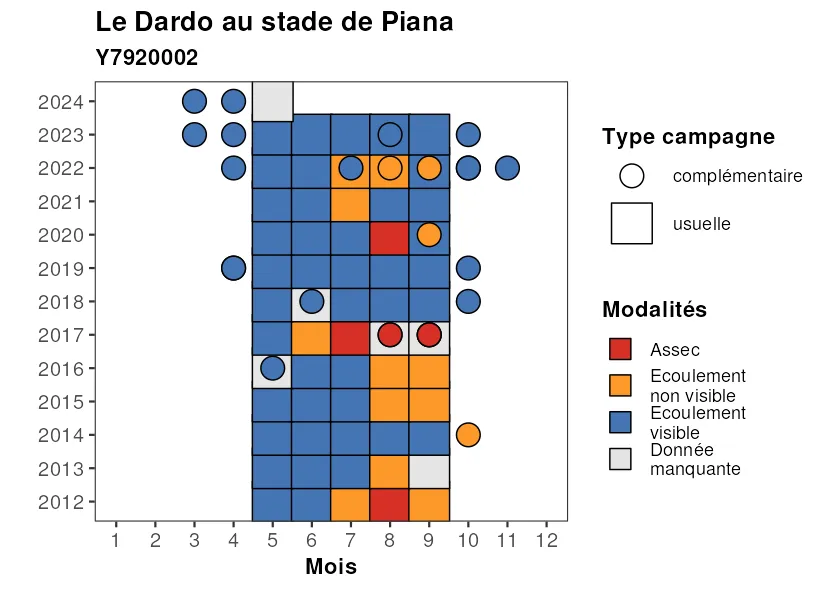 Le Dardo au stade de Piana
Y7920002
2024
2023
2022
2021
2020
2019
2018
2017
2016
2015
2014
2013
2012
1 2 3 4 5 6 7 8 9 10 11 12
Mois
Type campagne
complémentaire
usuelle
Modalités
Assec
Ecoulement
non visible
Ecoulement
visible
Donnée
manquante